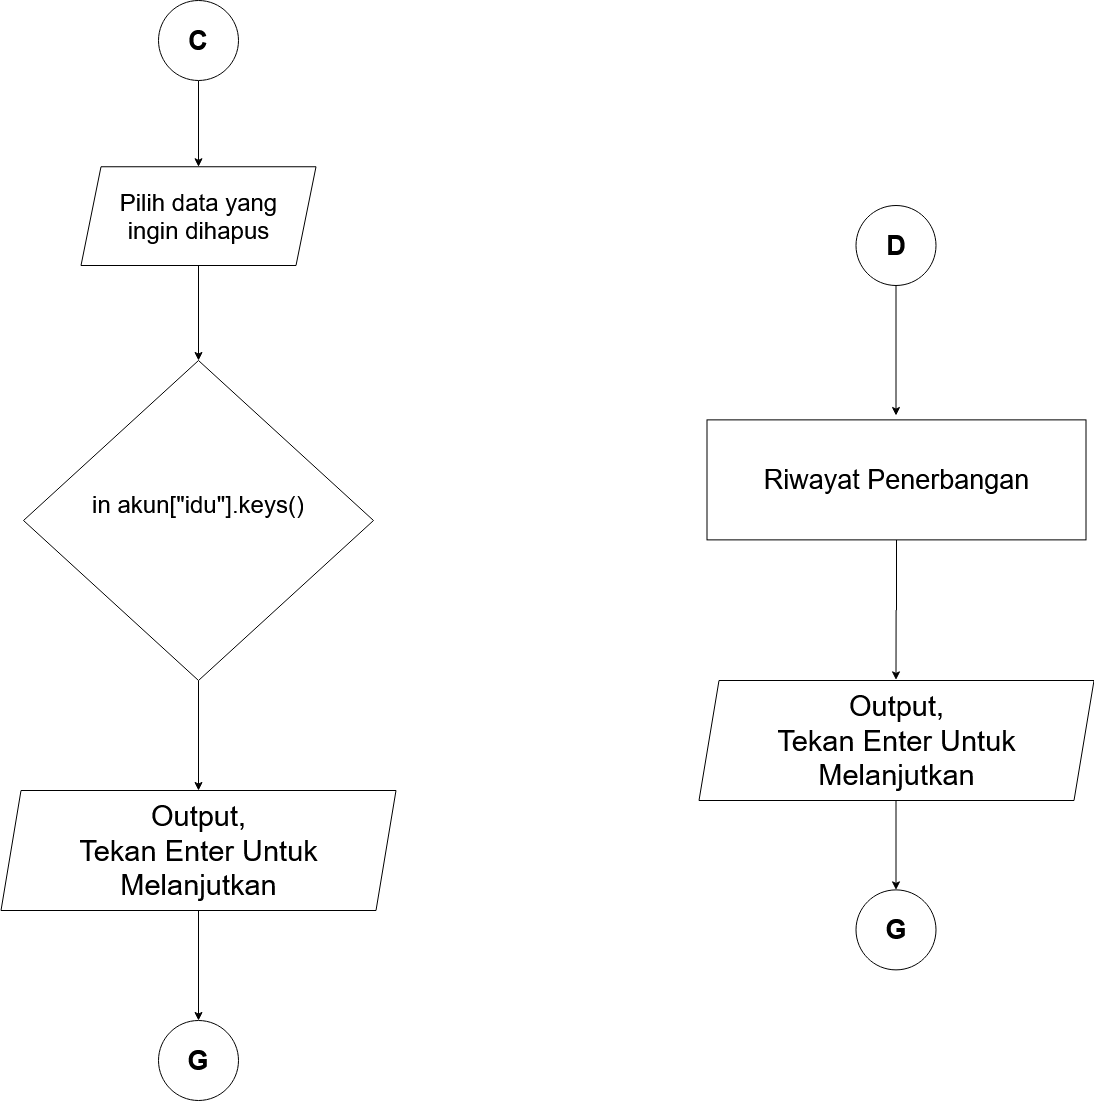 C
Pilih data yang
ingin dihapus
in akun["idu"].keys()
Output,
Tekan Enter Untuk
Melanjutkan
G
D
Riwayat Penerbangan
Output,
Tekan Enter Untuk
Melanjutkan
G